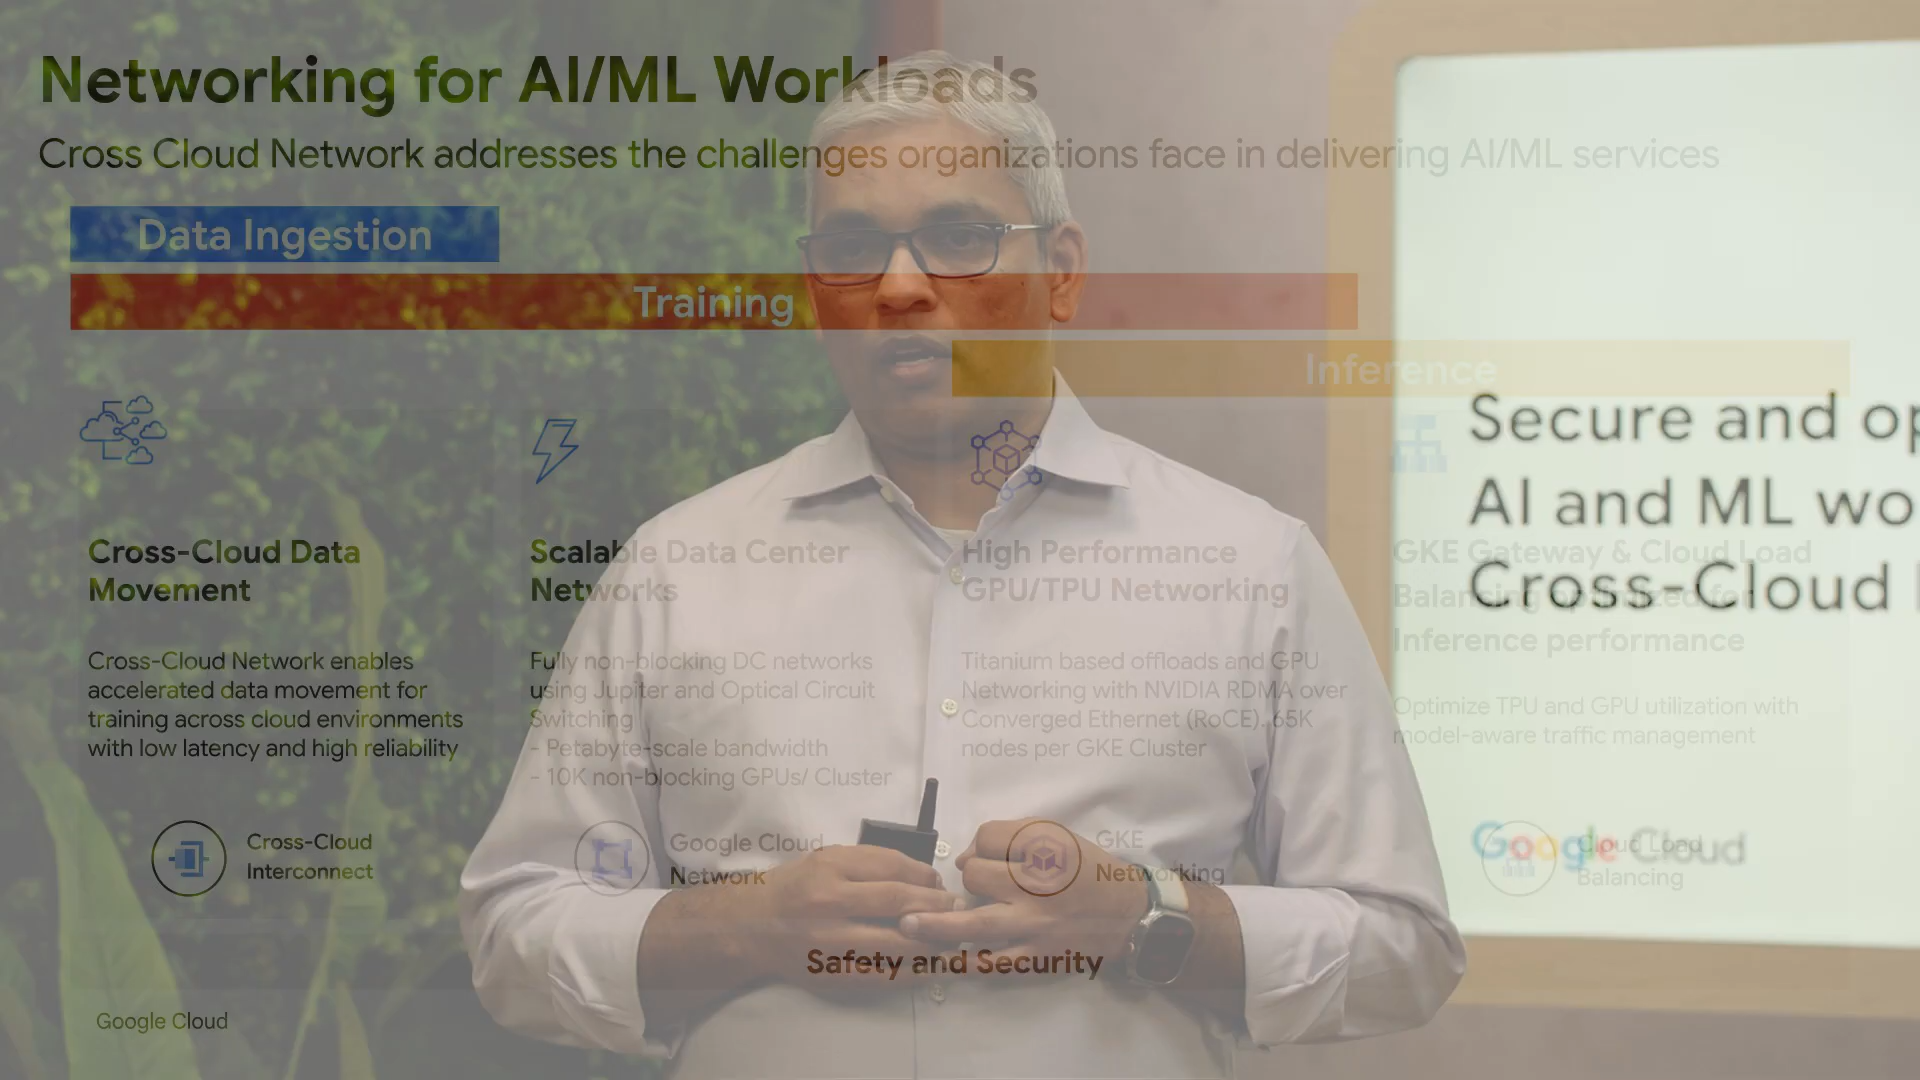 Networking for AI/ML Workloads
Cross Cloud Network addresses the challenges organizations face in delivering AI/ML services
Data Ingestion
Training
Inference
Cross-Cloud Data
Movement
Cross-Cloud Network enables
accelerated data movement for
training across cloud environments
with low latency and high reliability
Cross-Cloud
Interconnect
Scalable Data Center
Networks
Fully non-blocking DC networks
using Jupiter and Optical Circuit
Switching
- Petabyte-scale bandwidth
- 10K non-blocking GPUs/ Cluster
Google Cloud
Network
High Performance
GPU/TPU Networking
Titanium based offloads and GPU
Networking with NVIDIA RDMA over
Converged Ethernet (RoCE). 65K
nodes per GKE Cluster
GKE
Networking
GKE Gateway & Cloud Load
Balancing optimized for
Inference performance
Optimize TPU and GPU utilization with
model-aware traffic management
Cloud Load
Balancing
Safety and Security
Google Cloud
Secure and op
AI and ML wo
Cross-Cloud
Google Cloud